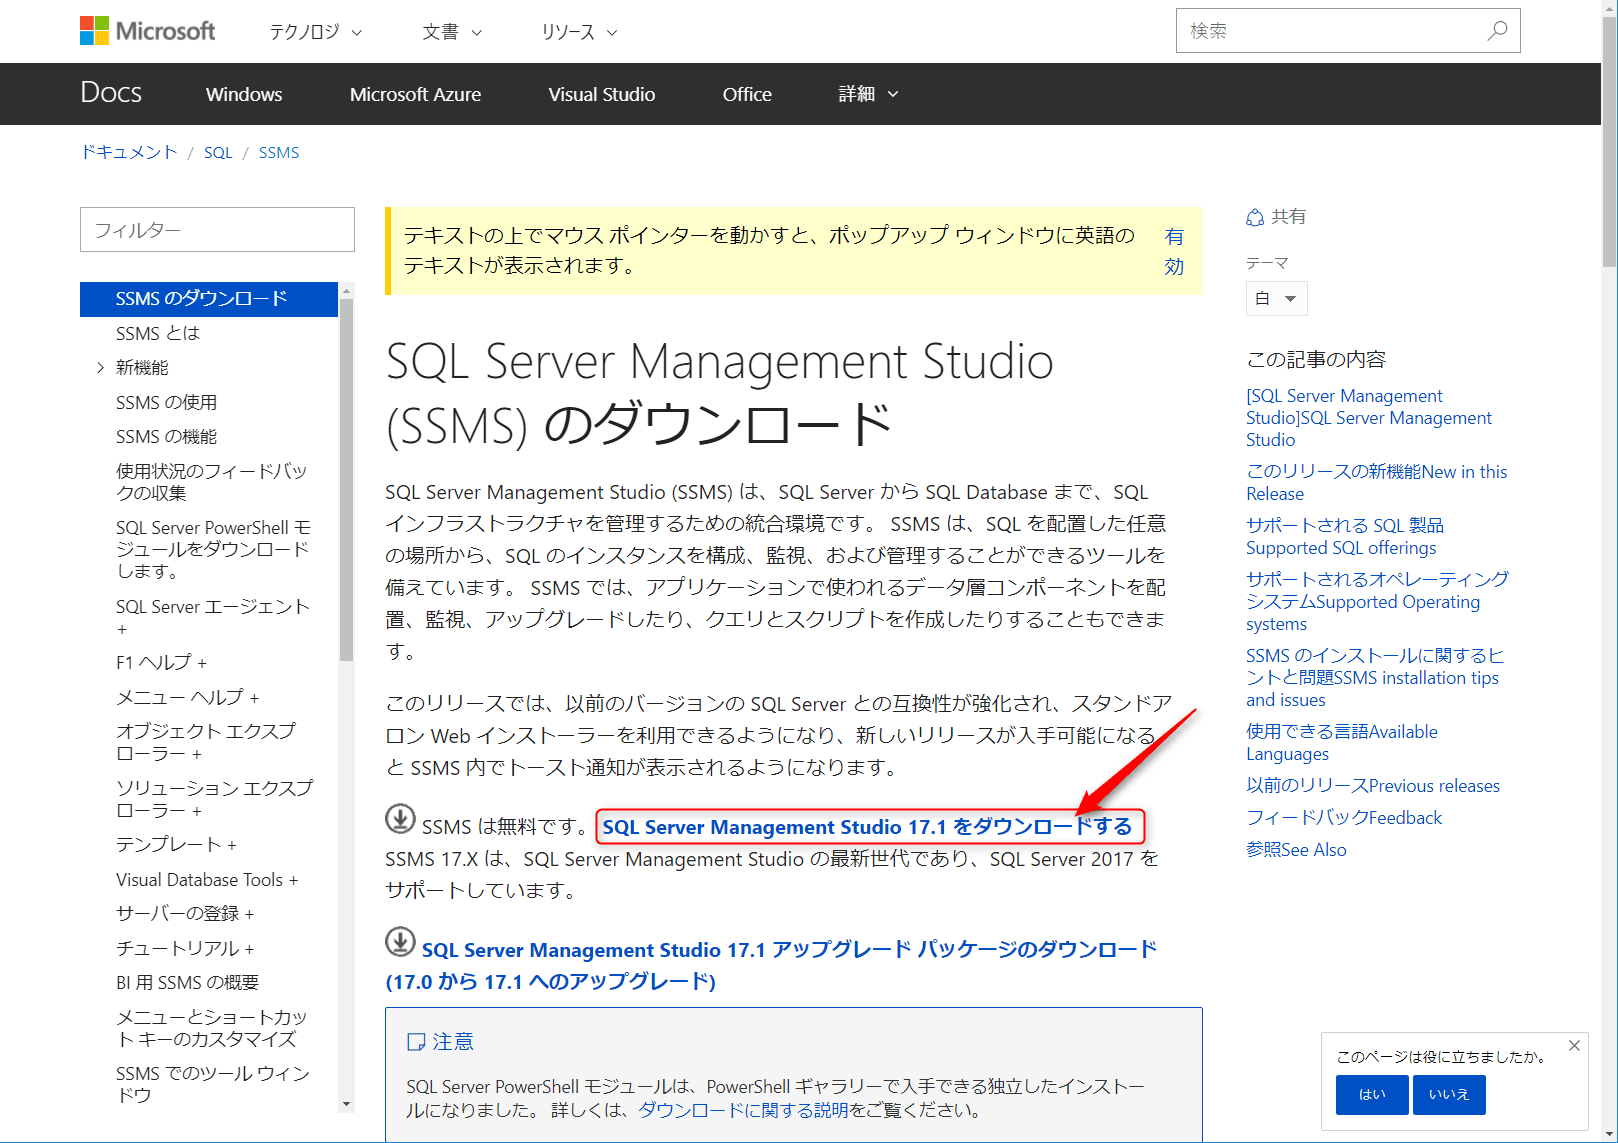 Microsoft
テクノロジ
文書
リソース
検索
Docs
Windows
Microsoft Azure
Visual Studio
Office
詳細
ドキュメント / SQL / SSMS
フィルター
SSMS のダウンロード
SSMS とは
新機能
SSMS の使用
SSMS の機能
使用状況のフィードバッ
クの収集
SQL Server PowerShell モ
ジュールをダウンロード
します。
SQL Server エージェント
+
F1 ヘルプ +
メニュー ヘルプ +
オブジェクト エクスプ
ローラー +
ソリューション エクスプ
ローラー +
テンプレート +
Visual Database Tools +
サーバーの登録 +
チュートリアル +
BI 用 SSMS の概要
メニューとショートカッ
ト キーのカスタマイズ
SSMS でのツール ウィン
ドウ
テキストの上でマウス ポインターを動かすと、ポップアップ ウィンドウに英語の
テキストが表示されます。
有
効
SQL Server Management Studio
(SSMS) のダウンロード
SQL Server Management Studio (SSMS) は、SQL Server から SQL Database まで、SQL
インフラストラクチャを管理するための統合環境です。 SSMS は、SQL を配置した任意
の場所から、SQL のインスタンスを構成、監視、および管理することができるツールを
備えています。 SSMS では、アプリケーションで使われるデータ層コンポーネントを配
置、監視、アップグレードしたり、クエリとスクリプトを作成したりすることもできま
す。
このリリースでは、以前のバージョンの SQL Server との互換性が強化され、スタンドア
ロン Web インストーラーを利用できるようになり、新しいリリースが入手可能になる
と SSMS 内でトースト通知が表示されるようになります。
SSMS は無料です。 SQL Server Management Studio 17.1 をダウンロードする
SSMS 17.X は、SQL Server Management Studio の最新世代であり、SQL Server 2017 を
サポートしています。
SQL Server Management Studio 17.1 アップグレード パッケージのダウンロード
(17.0 から 17.1 へのアップグレード)
注意
SQL Server PowerShell モジュールは、PowerShell ギャラリーで入手できる独立したインストー
ルになりました。 詳しくは、ダウンロードに関する説明をご覧ください。
共有
テーマ
白
この記事の内容
[SQL Server Management
Studio]SQL Server Management
Studio
このリリースの新機能New in this
Release
サポートされる SQL 製品
Supported SQL offerings
サポートされるオペレーティング
システムSupported Operating
systems
SSMS のインストールに関するヒ
ントと問題SSMS installation tips
and issues
使用できる言語Available
Languages
以前のリリースPrevious releases
フィードバックFeedback
参照See Also
このページは役に立ちましたか。
はい
いいえ